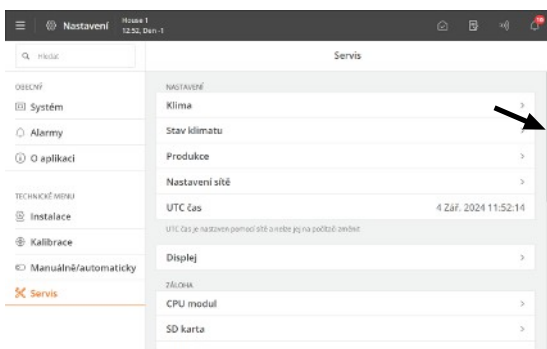 Nastavení
House 1
12:52, Den -1
10
Hledat
Servis
OBECNÝ
Systém
Alarmy
O aplikaci
TECHNICKÉ MENU
Instalace
Kalibrace
Manuálně/automaticky
Servis
NASTAVENÍ
Klima
Stav klimatu
Produkce
Nastavení sítě
UTC čas 4 Zář. 2024 11:52:14
UTC čas je nastaven pomocí sítě a nelze jej na počítač změnit
Displej
ZÁLOHA
CPU modul
SD karta